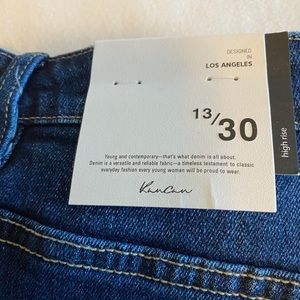 DESIGNED
IN
LOS ANGELES
13/30
high rise
Young and contemporary—that's what denim is all about.
Denim is a versatile and reliable fabric—a timeless testament to classic
everyday fashion every young woman will be proud to wear.
KanCan